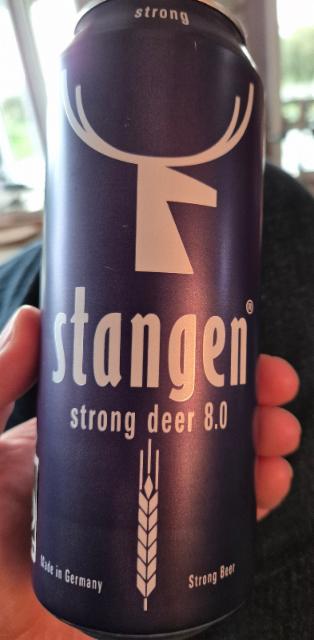 strong
stangen®
strong deer 8.0
Made in Germany
Strong Beer